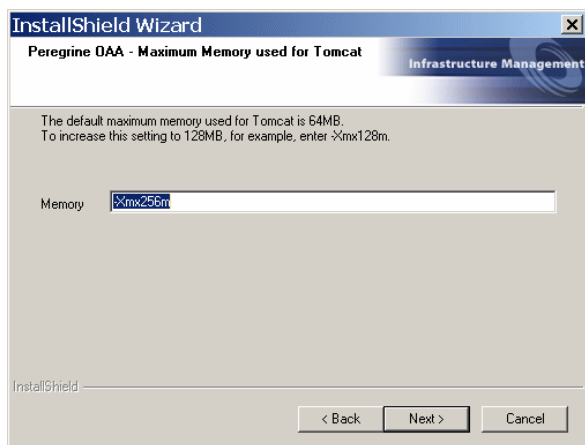 InstallShield Wizard
Peregrine OAA - Maximum Memory used for Tomcat
Infrastructure Management
The default maximum memory used for Tomcat is 64MB.
To increase this setting to 128MB, for example, enter -Xmx128m.
Memory
-Xmx256m
InstallShield
< Back
Next >
Cancel